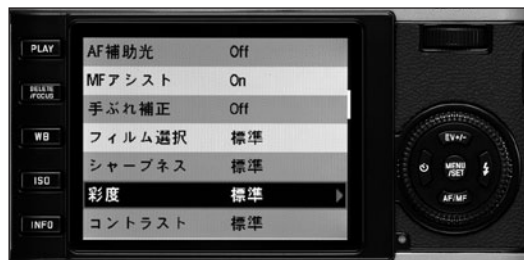 PLAY
DELETE
/FOCUS
WB
ISO
INFO
AF補助光 Off
MFアシスト On
手ぶれ補正 Off
フィルム選択 標準
シャープネス 標準
彩度 標準
コントラスト 標準
EV+/-
MENU
/SET
AF/MF